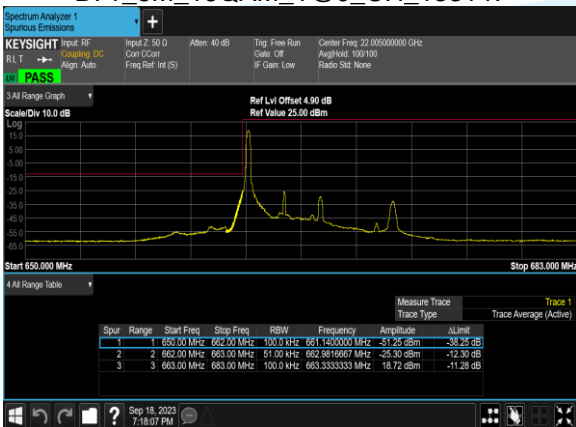 Spectrum Analyzer 1
Spurious Emissions
+
KEYSIGHT Input: RF Input Z: 50 Ω Atten: 40 dB Trig: Free Run Center Freq: 22.005000000 GHz
RLT Coupling: DC Corr CCorr Gate: Off Avg|Hold: 100/100
Align: Auto Freq Ref: Int (S) IF Gain: Low Radio Std: None
PASS
3 All Range Graph
Ref Lvl Offset 4.90 dB
Scale/Div 10.0 dB Ref Value 25.00 dBm
Log
15.0
5.00
-5.00
-15.0
-25.0
-35.0
-45.0
-55.0
-65.0
Start 650.000 MHz Stop 683.000 MHz
4 All Range Table
Measure Trace Trace 1
Trace Type Trace Average (Active)
Spur Range Start Freq Stop Freq RBW Frequency Amplitude ΔLimit
1 1 650.00 MHz 662.00 MHz 100.0 kHz 661.1400000 MHz -51.25 dBm -38.25 dB
2 2 662.00 MHz 663.00 MHz 51.00 kHz 662.9816667 MHz -25.30 dBm -12.30 dB
3 3 663.00 MHz 683.00 MHz 100.0 kHz 663.3333333 MHz 18.72 dBm -11.28 dB
? Sep 18, 2023
7:18:07 PM